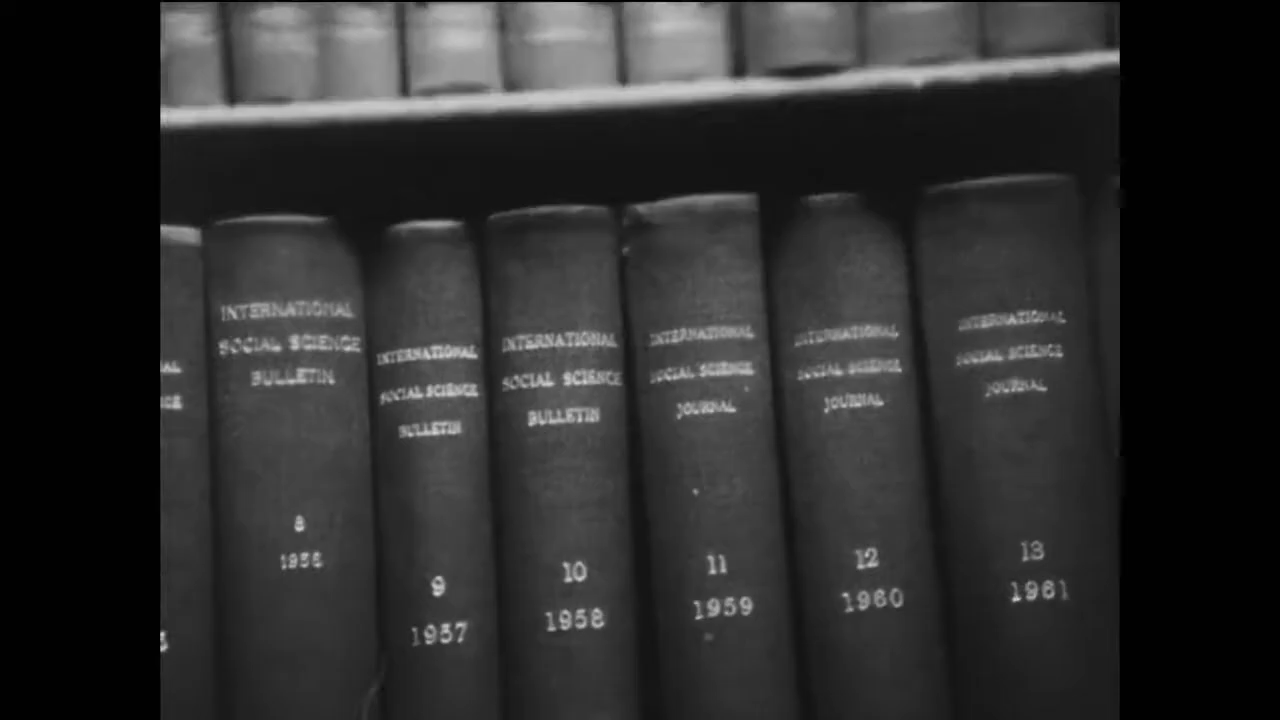 INTERNATIONAL
SOCIAL SCIENCE
BULLETIN
8
1956
INTERNATIONAL
SOCIAL SCIENCE
BULLETIN
9
1957
INTERNATIONAL
SOCIAL SCIENCE
BULLETIN
10
1958
INTERNATIONAL
SOCIAL SCIENCE
JOURNAL
11
1959
INTERNATIONAL
SOCIAL SCIENCE
JOURNAL
12
1960
INTERNATIONAL
SOCIAL SCIENCE
JOURNAL
13
1961